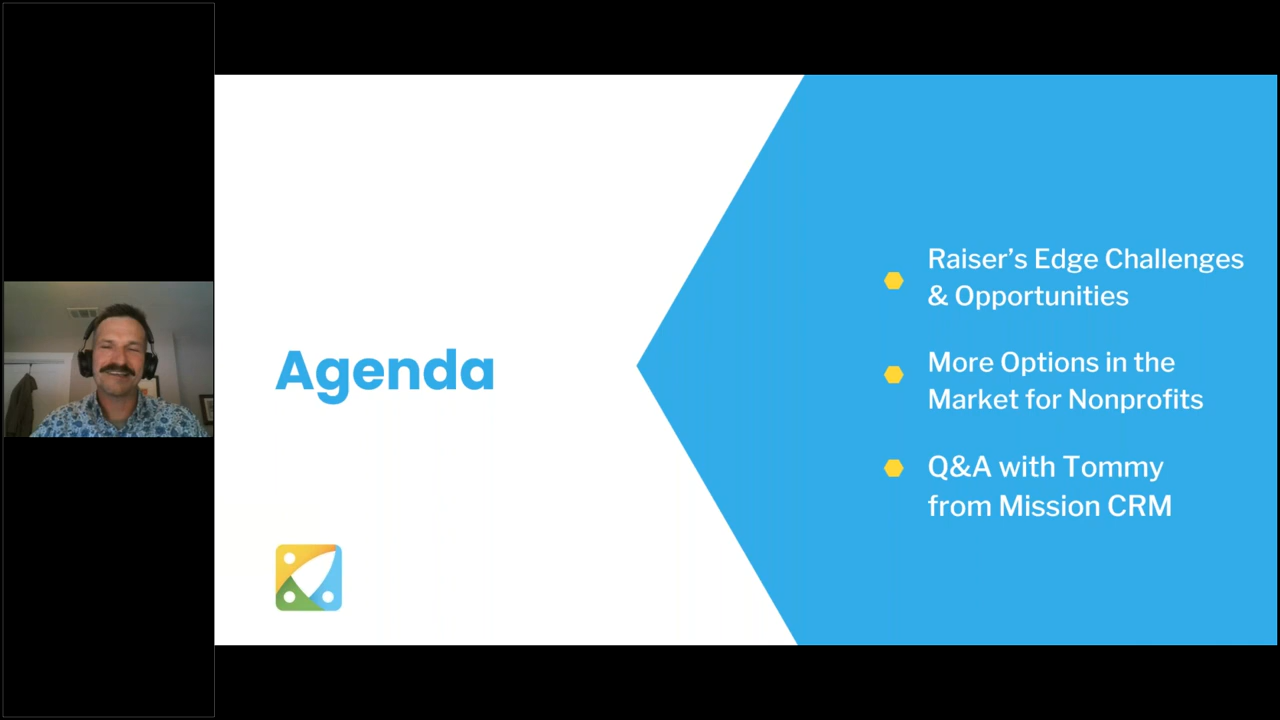 Agenda
Raiser's Edge Challenges
& Opportunities
More Options in the
Market for Nonprofits
Q&A with Tommy
from Mission CRM